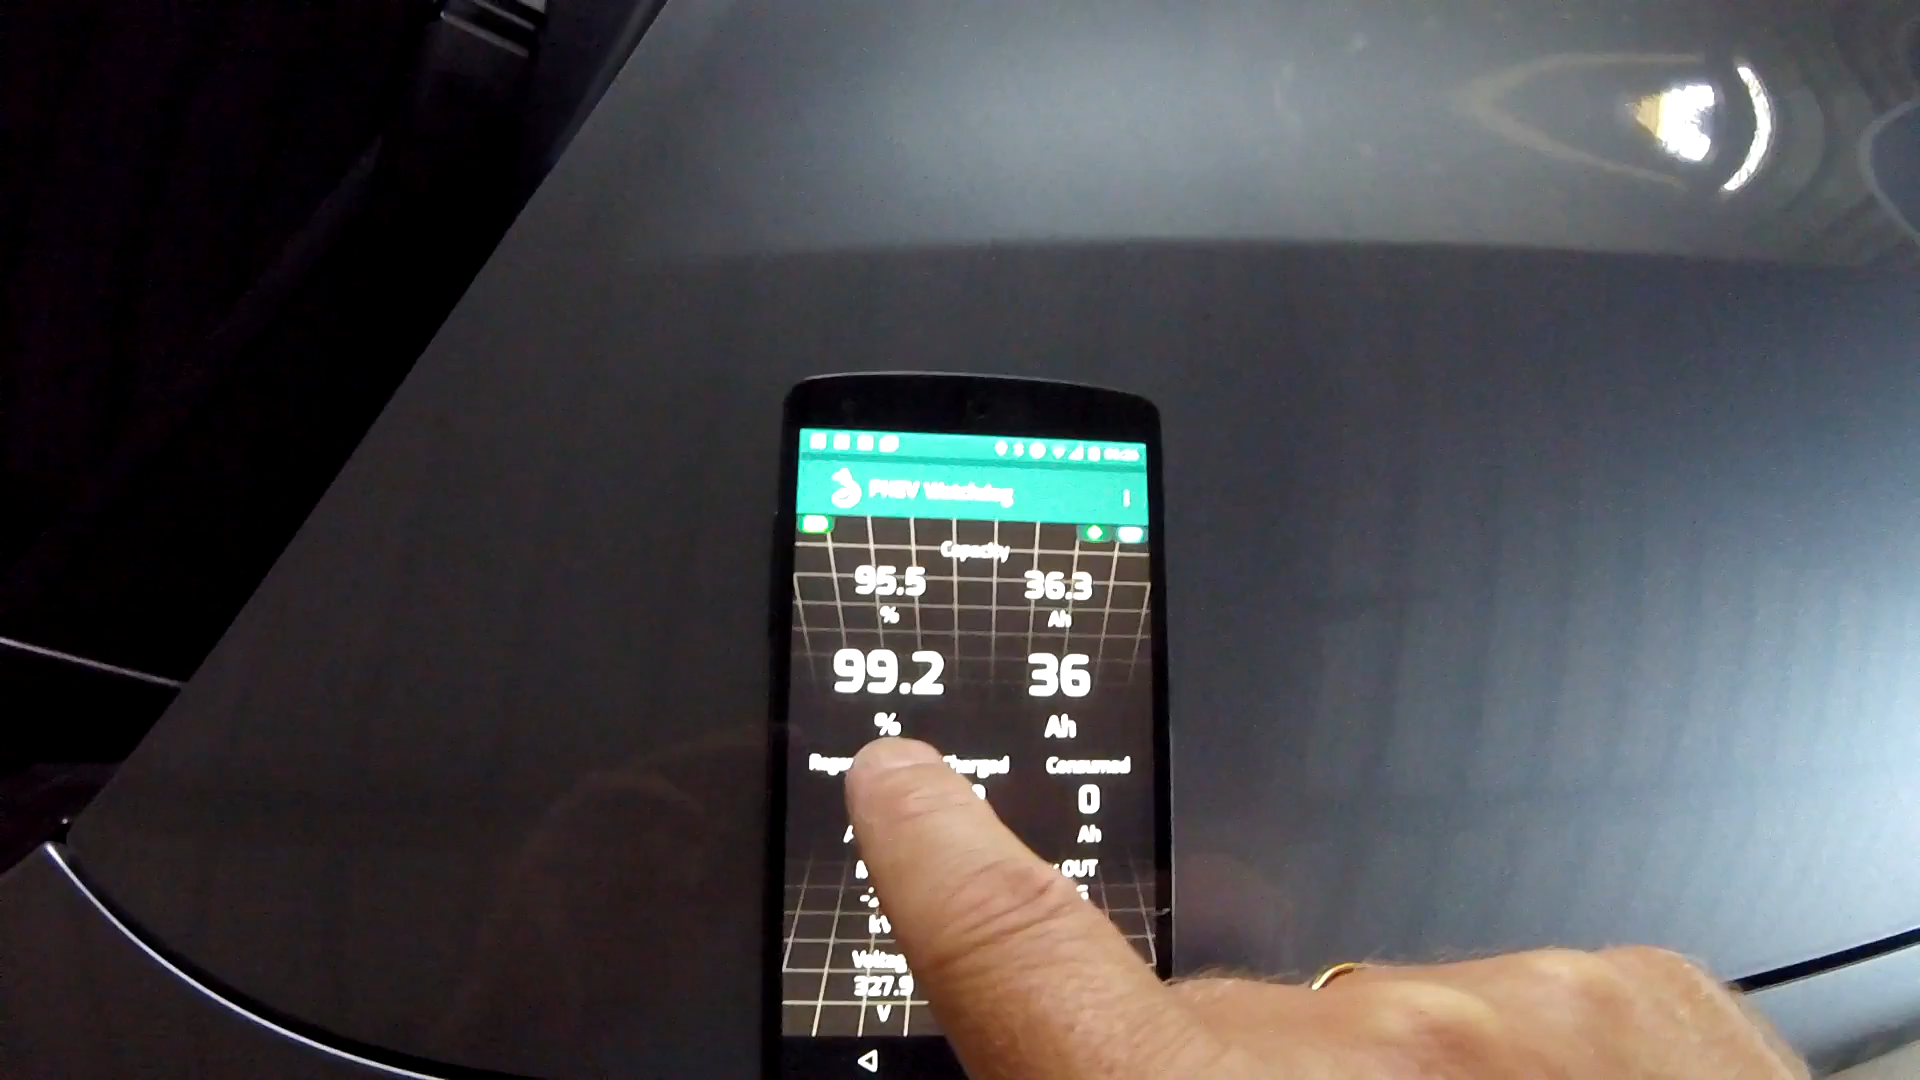 PHEV Watchdog
Capacity
95.5 36.3
% Ah
99.2 36
% Ah
Charged Consumed
0
Ah
OUT
327.9
V